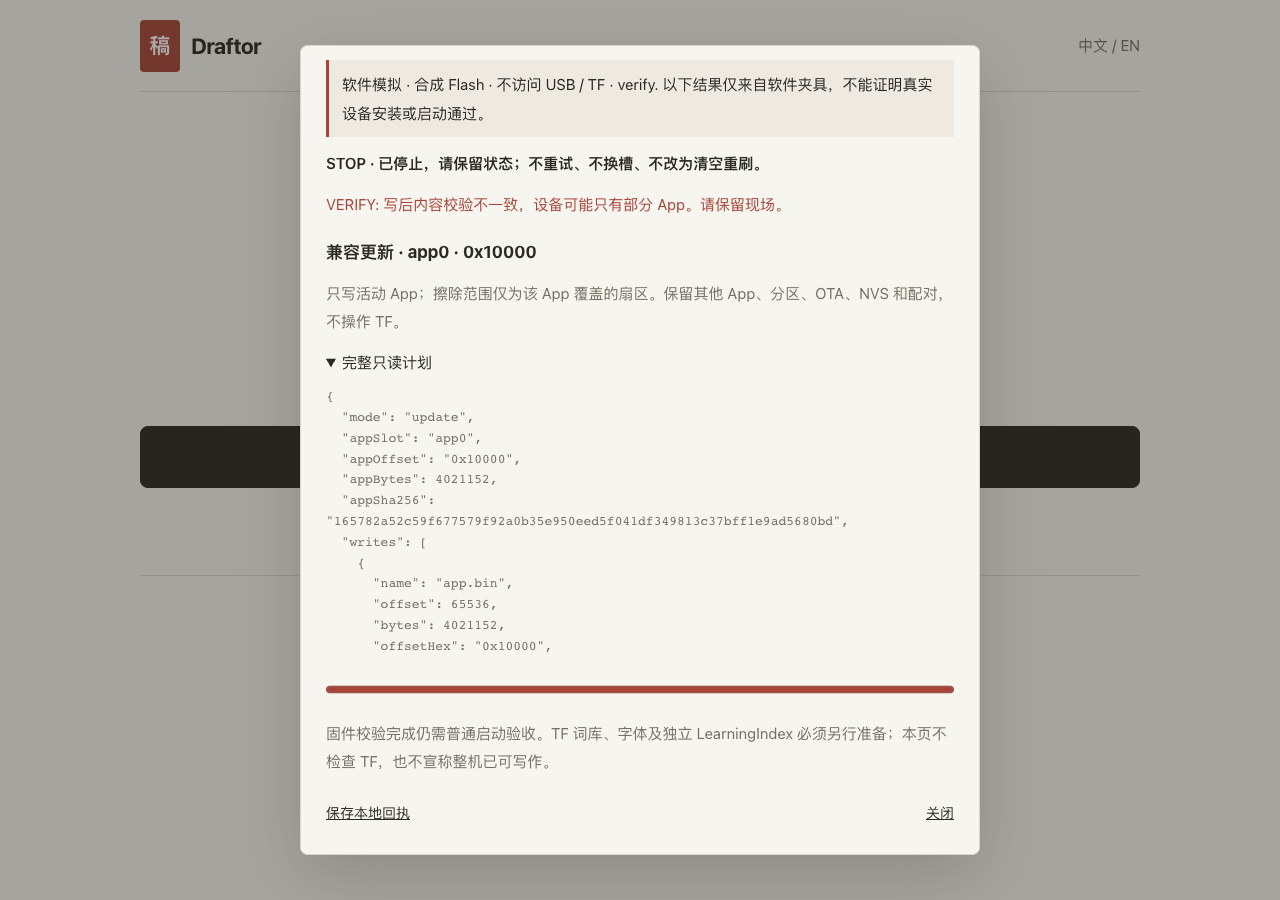 稿 Draftor
中文 / EN
软件模拟 · 合成 Flash · 不访问 USB / TF · verify. 以下结果仅来自软件夹具，不能证明真实
设备安装或启动通过。
STOP · 已停止，请保留状态；不重试、不换槽、不改为清空重刷。
VERIFY: 写后内容校验不一致，设备可能只有部分 App。请保留现场。
兼容更新 · app0 · 0x10000
只写活动 App；擦除范围仅为该 App 覆盖的扇区。保留其他 App、分区、OTA、NVS 和配对，
不操作 TF。
▼ 完整只读计划
{
  "mode": "update",
  "appSlot": "app0",
  "appOffset": "0x10000",
  "appBytes": 4021152,
  "appSha256":
"165782a52c59f677579f92a0b35e950eed5f041df349813c37bff1e9ad5680bd",
  "writes": [
    {
      "name": "app.bin",
      "offset": 65536,
      "bytes": 4021152,
      "offsetHex": "0x10000",
固件校验完成仍需普通启动验收。TF 词库、字体及独立 LearningIndex 必须另行准备；本页不
检查 TF，也不宣称整机已可写作。
保存本地回执
关闭